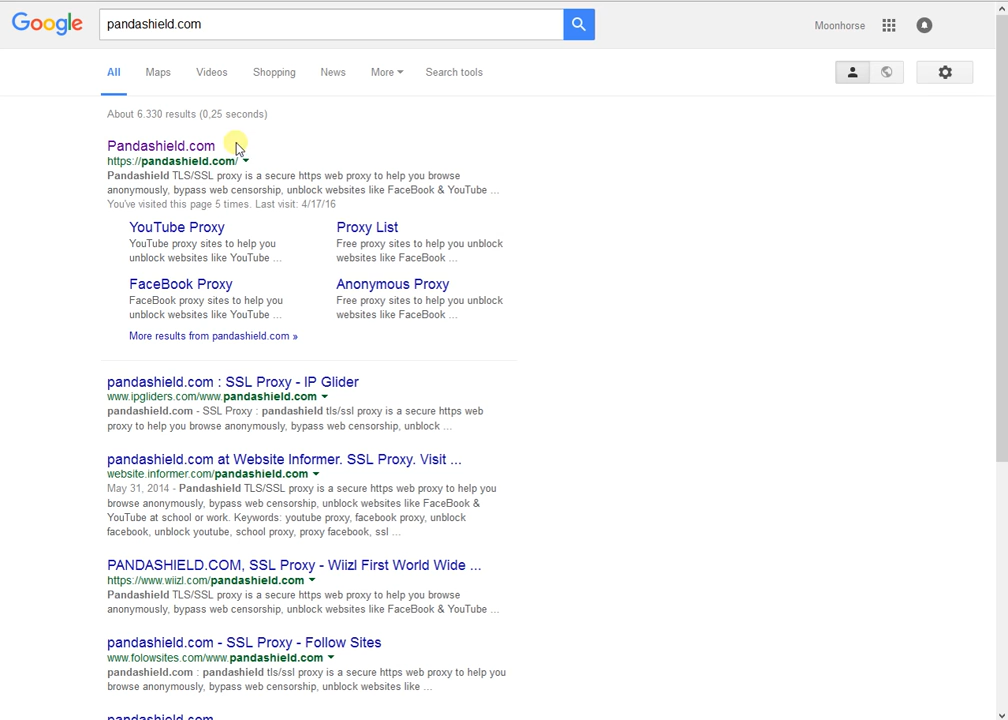 Google
pandashield.com
Moonhorse
All Maps Videos Shopping News More Search tools
About 6.330 results (0,25 seconds)
Pandashield.com
https://pandashield.com/
Pandashield TLS/SSL proxy is a secure https web proxy to help you browse
anonymously, bypass web censorship, unblock websites like FaceBook & YouTube ...
You've visited this page 5 times. Last visit: 4/17/16
YouTube Proxy
YouTube proxy sites to help you
unblock websites like YouTube ...
Proxy List
Free proxy sites to help you unblock
websites like FaceBook ...
FaceBook Proxy
FaceBook proxy sites to help you
unblock websites like YouTube ...
Anonymous Proxy
Free proxy sites to help you unblock
websites like FaceBook ...
More results from pandashield.com »
pandashield.com : SSL Proxy - IP Glider
www.ipgliders.com/www.pandashield.com
pandashield.com - SSL Proxy : pandashield tls/ssl proxy is a secure https web
proxy to help you browse anonymously, bypass web censorship, unblock ...
pandashield.com at Website Informer. SSL Proxy. Visit ...
website.informer.com/pandashield.com
May 31, 2014 - Pandashield TLS/SSL proxy is a secure https web proxy to help you
browse anonymously, bypass web censorship, unblock websites like FaceBook &
YouTube at school or work. Keywords: youtube proxy, facebook proxy, unblock
facebook, unblock youtube, school proxy, proxy facebook, ssl ...
PANDASHIELD.COM, SSL Proxy - Wiizl First World Wide ...
https://www.wiizl.com/pandashield.com
Pandashield TLS/SSL proxy is a secure https web proxy to help you browse
anonymously, bypass web censorship, unblock websites like FaceBook & YouTube ...
pandashield.com - SSL Proxy - Follow Sites
www.folowsites.com/www.pandashield.com
pandashield.com : pandashield tls/ssl proxy is a secure https web proxy to help you
browse anonymously, bypass web censorship, unblock websites like ...
pandashield.com